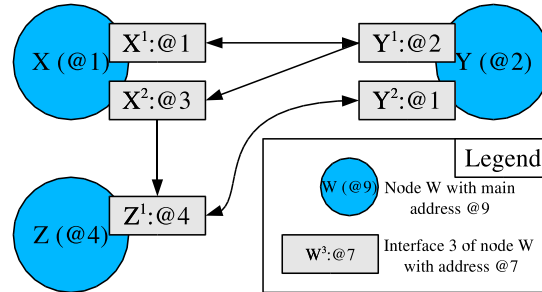 X (@1)
X¹:@1
Y¹:@2
Y (@2)
X²:@3
Y²:@1
Z¹:@4
Z (@4)
Legend
W (@9)
Node W with main
address @9
W³:@7
Interface 3 of node W
with address @7